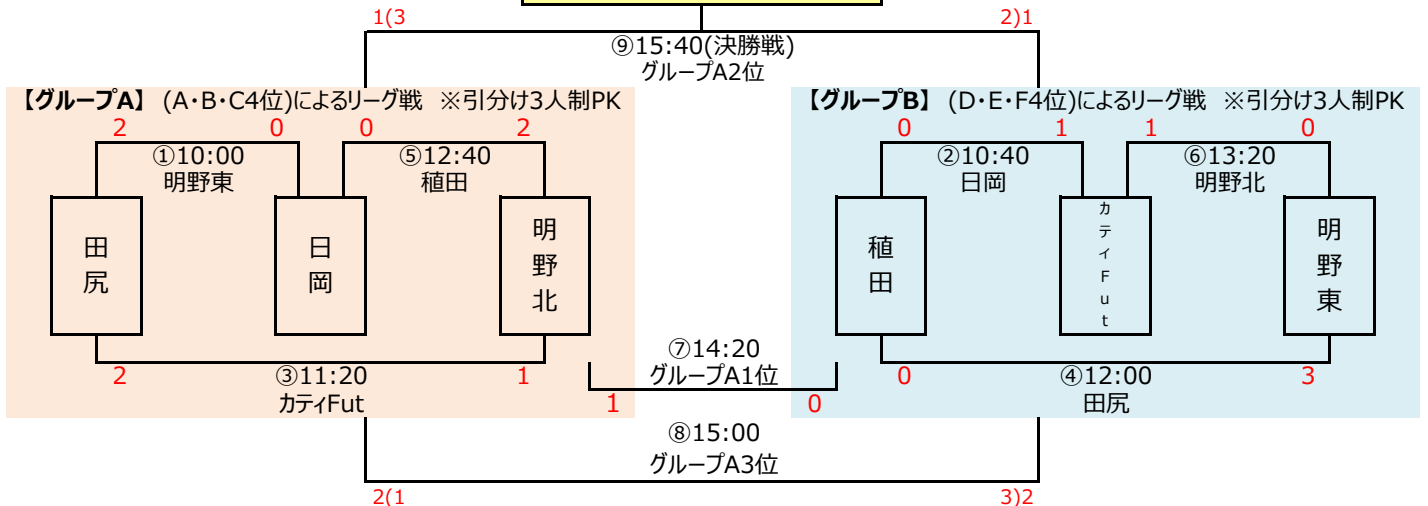 1(3 2)1
⑨15:40(決勝戦)
グループA2位
【グループA】 (A・B・C4位)によるリーグ戦 ※引分け3人制PK
2 0 0 2
①10:00 ⑤12:40
明野東 稙田
田尻 日岡 明野北
2 ③11:20 1
カティFut
【グループB】 (D・E・F4位)によるリーグ戦 ※引分け3人制PK
0 1 1 0
②10:40 ⑥13:20
日岡 明野北
稙田 カティFut 明野東
0 ④12:00 3
田尻
⑦14:20
グループA1位
1 0
⑧15:00
グループA3位
2(1 3)2